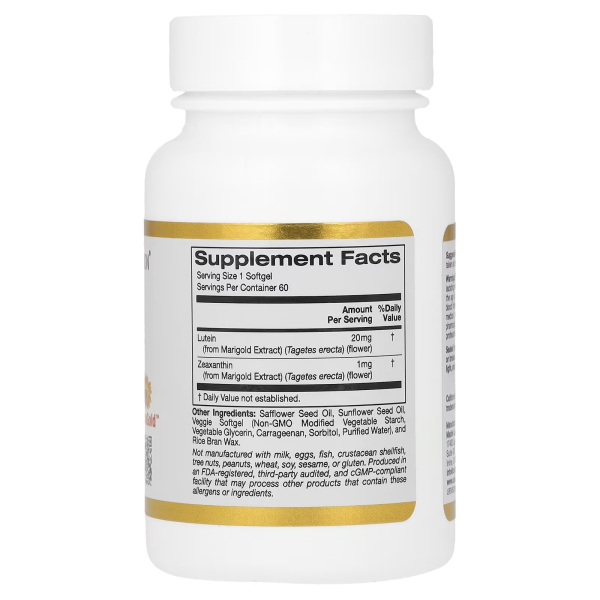 Supplement Facts
Serving Size 1 Softgel
Servings Per Container 60
Amount Per Serving %Daily Value
Lutein 20mg †
(from Marigold Extract) (Tagetes erecta) (flower)
Zeaxanthin 1mg †
(from Marigold Extract) (Tagetes erecta) (flower)
† Daily Value not established.
Other Ingredients: Safflower Seed Oil, Sunflower Seed Oil,
Veggie Softgel (Non-GMO Modified Vegetable Starch,
Vegetable Glycerin, Carrageenan, Sorbitol, Purified Water), and
Rice Bran Wax.
Not manufactured with milk, eggs, fish, crustacean shellfish,
tree nuts, peanuts, wheat, soy, sesame, or gluten. Produced in
an FDA-registered, third-party audited, and cGMP-compliant
facility that may process other products that contain these
allergens or ingredients.